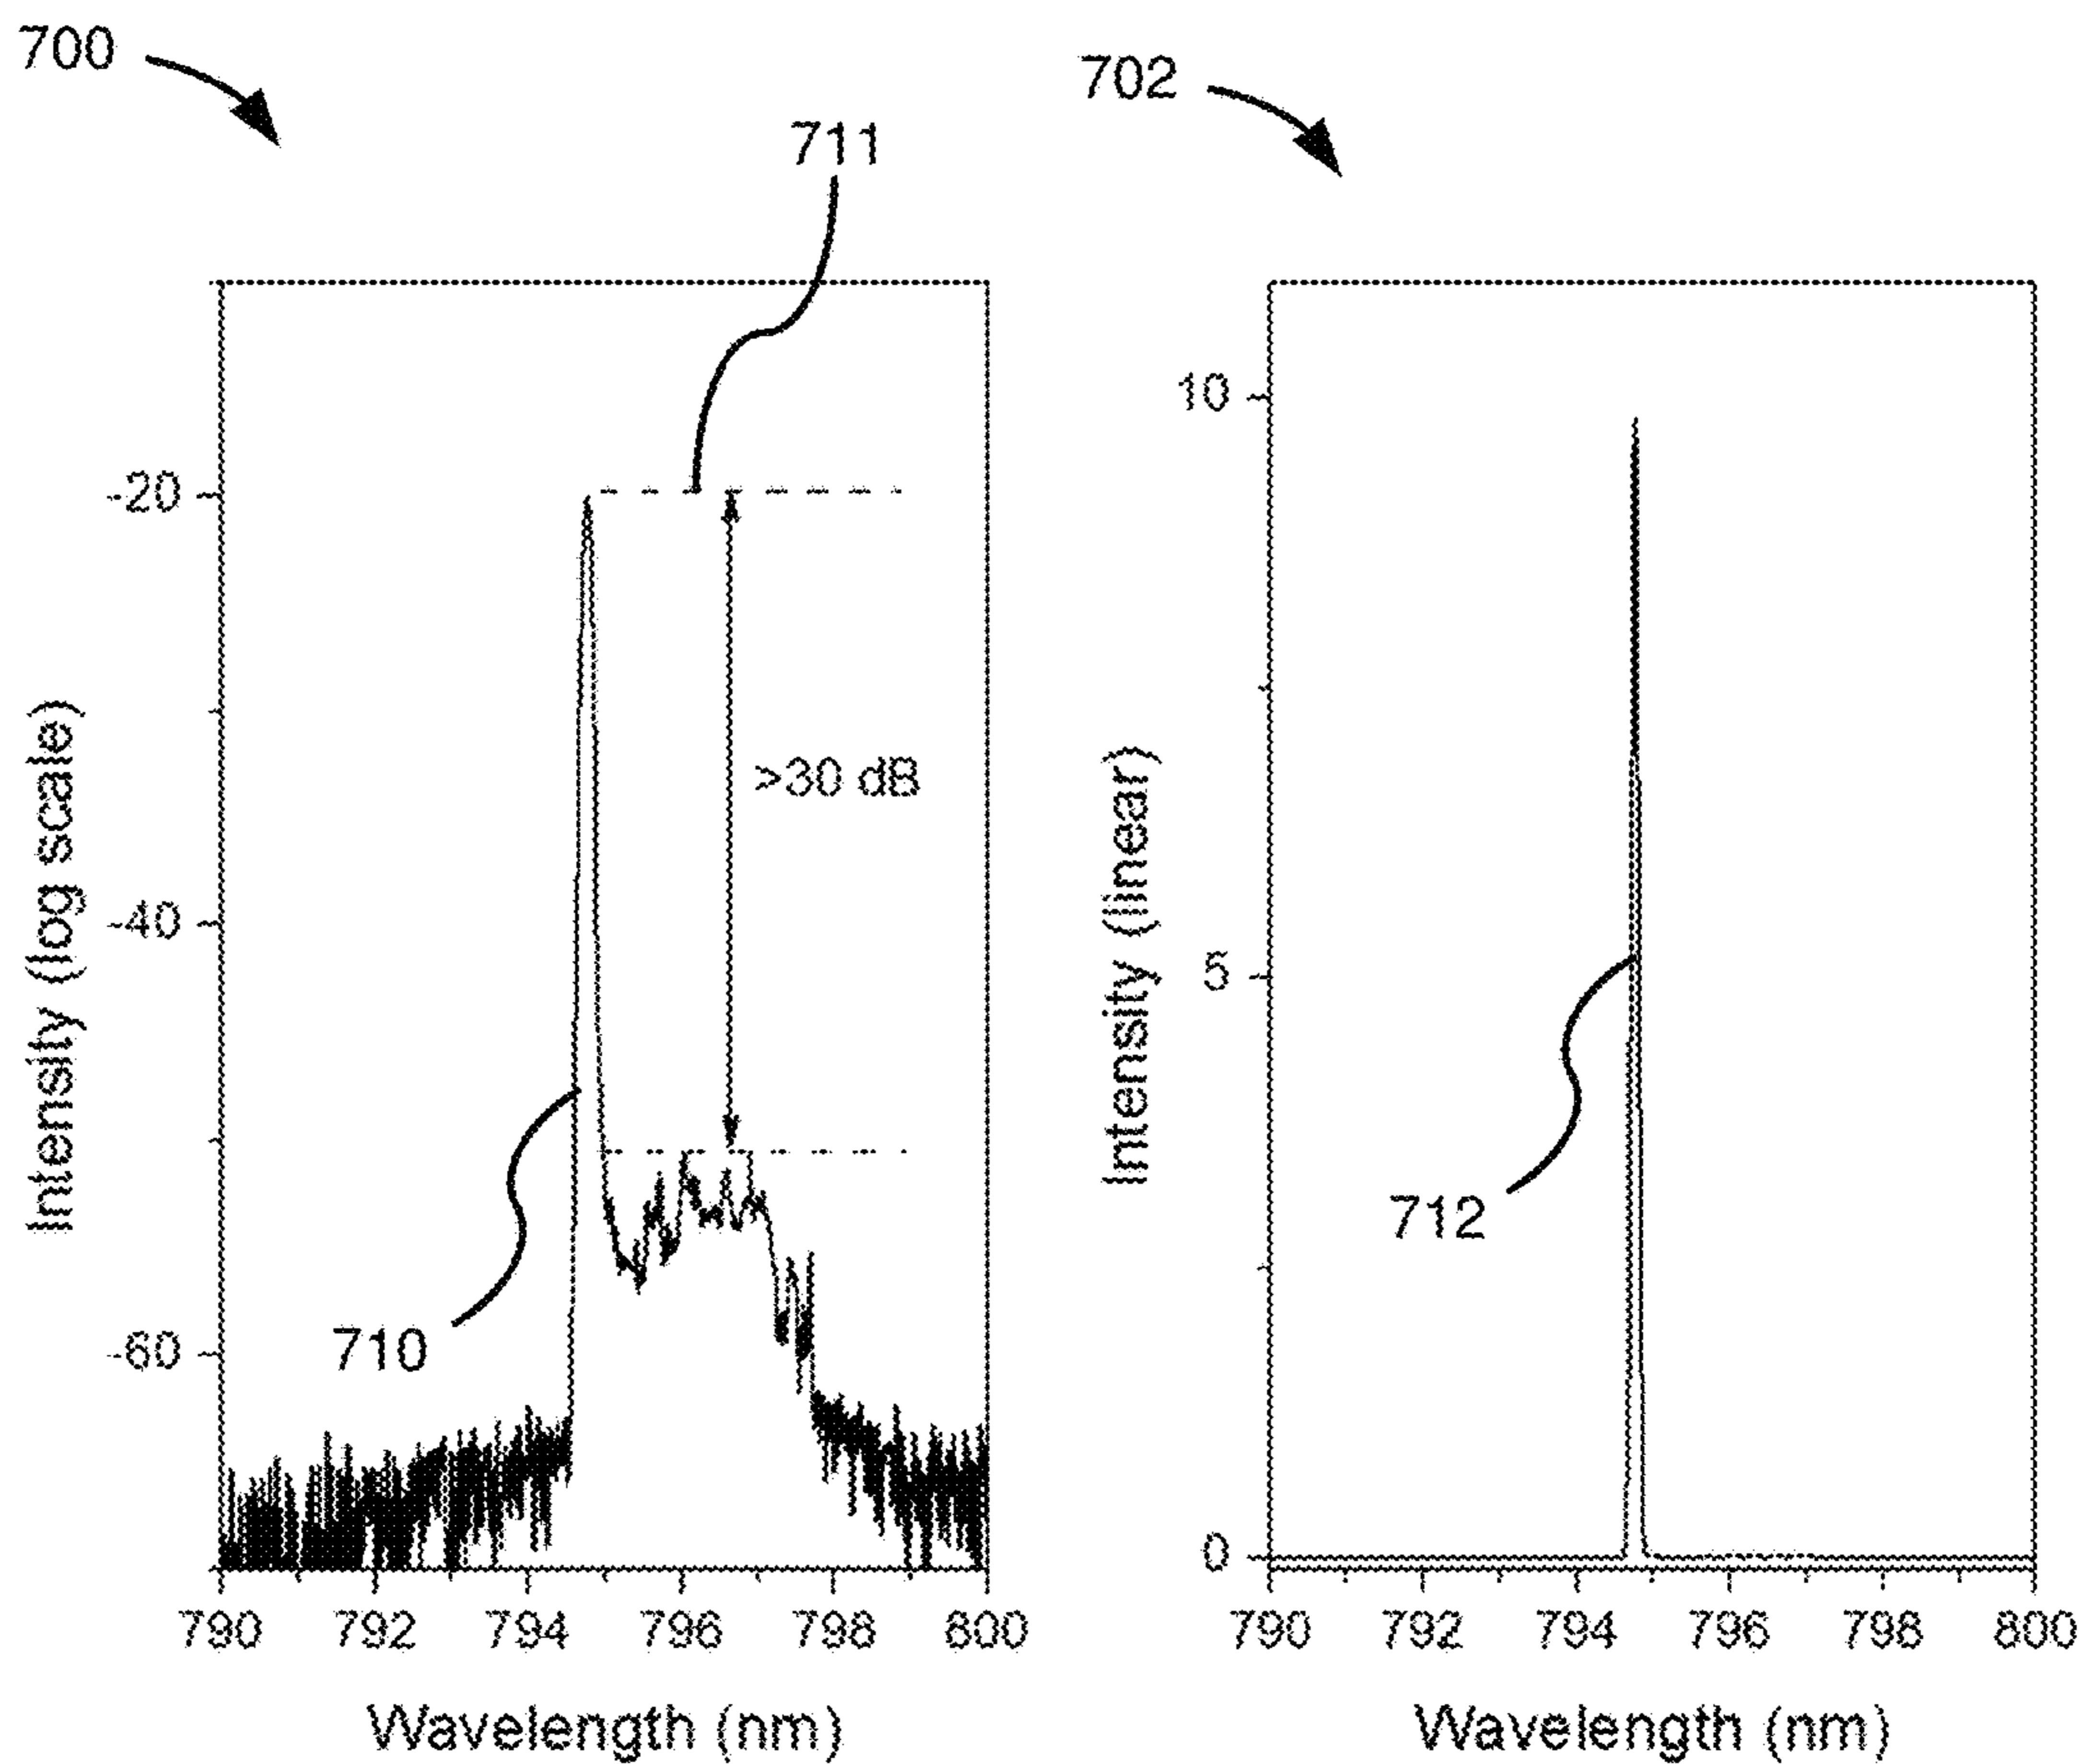 700
702
711
-20
-40
-60
Intensity (log scale)
>30 dB
710
790 792 794 796 798 800
Wavelength (nm)
10
5
0
Intensity (linear)
712
790 792 794 796 798 800
Wavelength (nm)